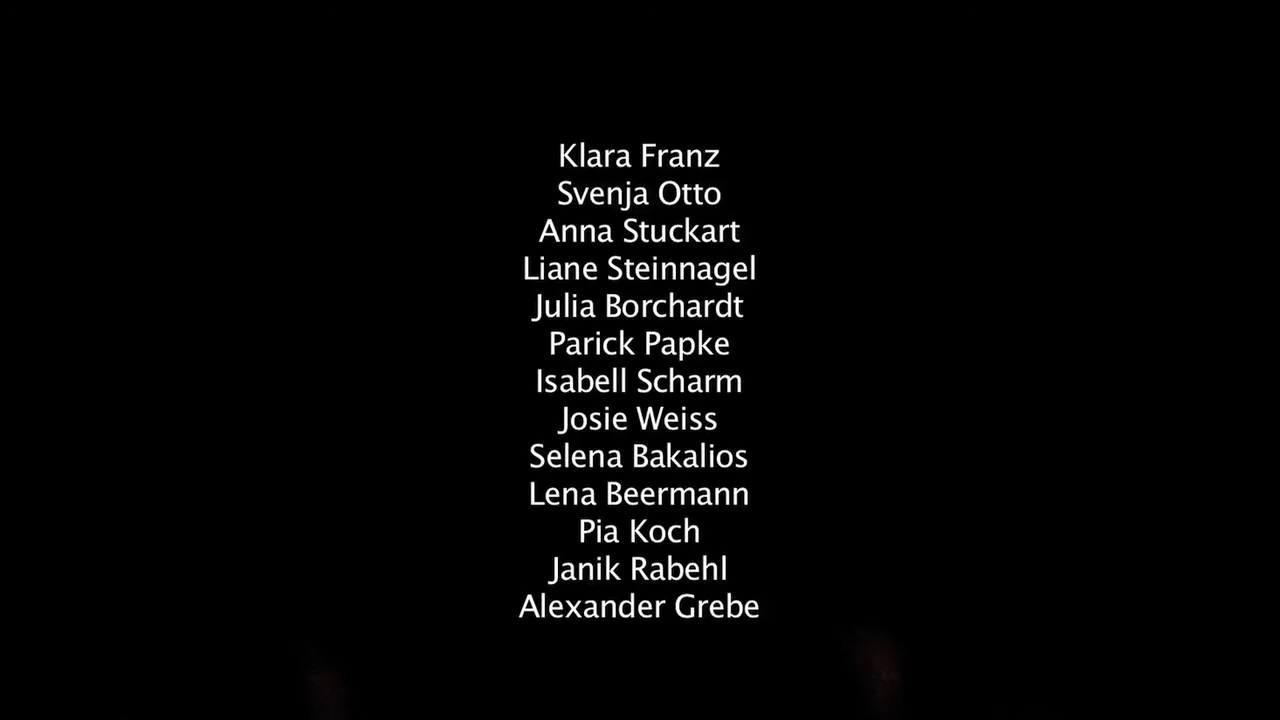 Klara Franz
Svenja Otto
Anna Stuckart
Liane Steinnagel
Julia Borchardt
Parick Papke
Isabell Scharm
Josie Weiss
Selena Bakalios
Lena Beermann
Pia Koch
Janik Rabehl
Alexander Grebe